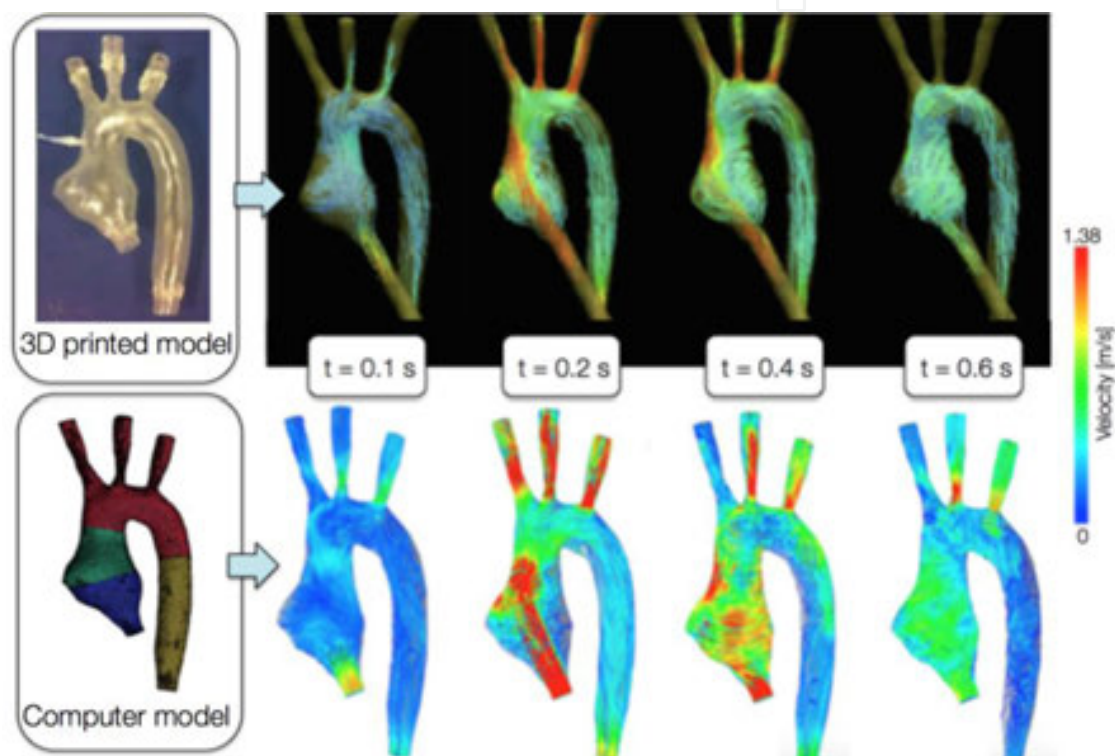 3D printed model
t = 0.1 s
t = 0.2 s
t = 0.4 s
t = 0.6 s
1.38
Velocity [m/s]
0
Computer model